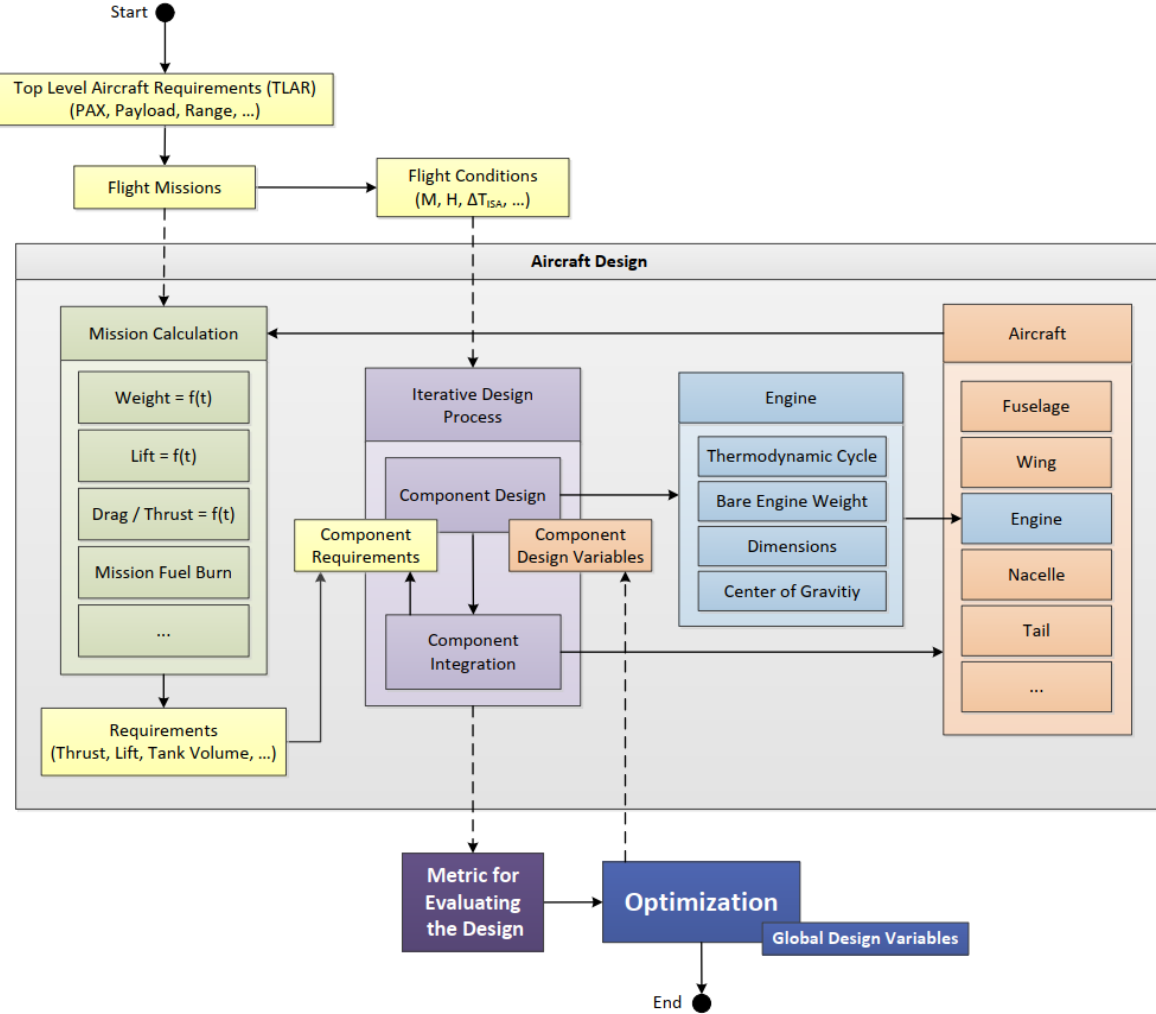 Start
Top Level Aircraft Requirements (TLAR)
(PAX, Payload, Range, ...)
Flight Missions
Flight Conditions
(M, H, ΔT_ISA, ...)
Aircraft Design
Mission Calculation
Weight = f(t)
Lift = f(t)
Drag / Thrust = f(t)
Mission Fuel Burn
...
Requirements
(Thrust, Lift, Tank Volume, ...)
Iterative Design
Process
Component Design
Component
Requirements
Component
Design Variables
Component
Integration
Engine
Thermodynamic Cycle
Bare Engine Weight
Dimensions
Center of Gravitiy
Aircraft
Fuselage
Wing
Engine
Nacelle
Tail
...
Metric for
Evaluating
the Design
Optimization
Global Design Variables
End